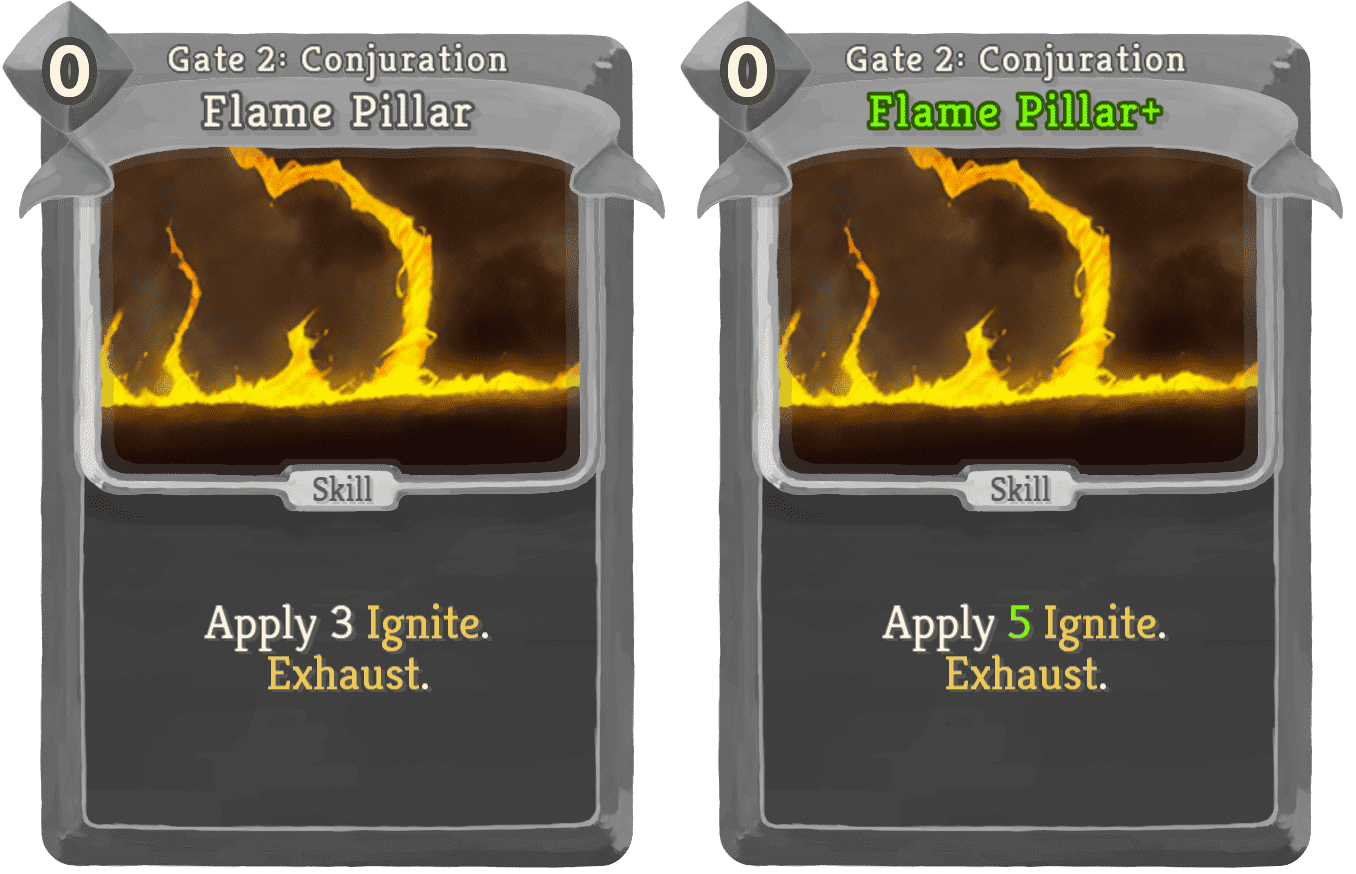 0
Gate 2: Conjuration
Flame Pillar
Skill
Apply 3 Ignite.
Exhaust.
0
Gate 2: Conjuration
Flame Pillar+
Skill
Apply 5 Ignite.
Exhaust.